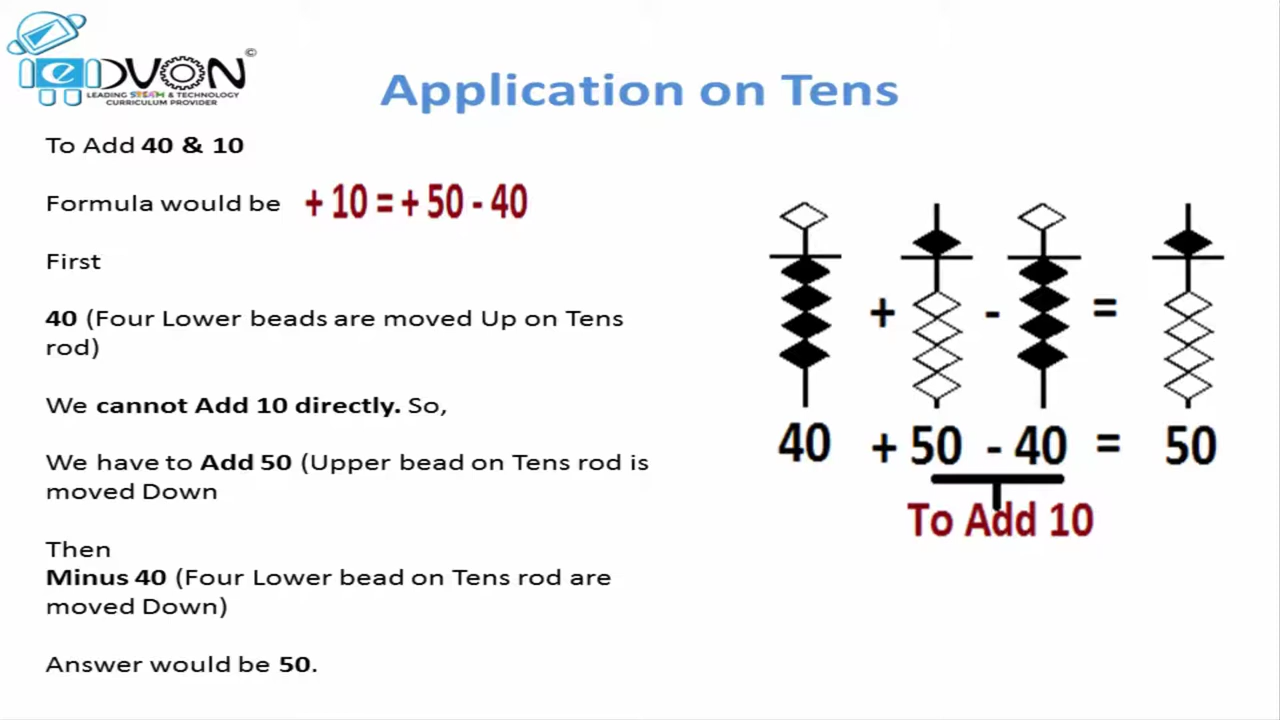 eDVON©
LEADING STEAM & TECHNOLOGY
CURRICULUM PROVIDER
Application on Tens
To Add 40 & 10
Formula would be + 10 = + 50 - 40
First
40 (Four Lower beads are moved Up on Tens
rod)
We cannot Add 10 directly. So,
We have to Add 50 (Upper bead on Tens rod is
moved Down
Then
Minus 40 (Four Lower bead on Tens rod are
moved Down)
Answer would be 50.
+ - =
40 + 50 - 40 = 50
To Add 10